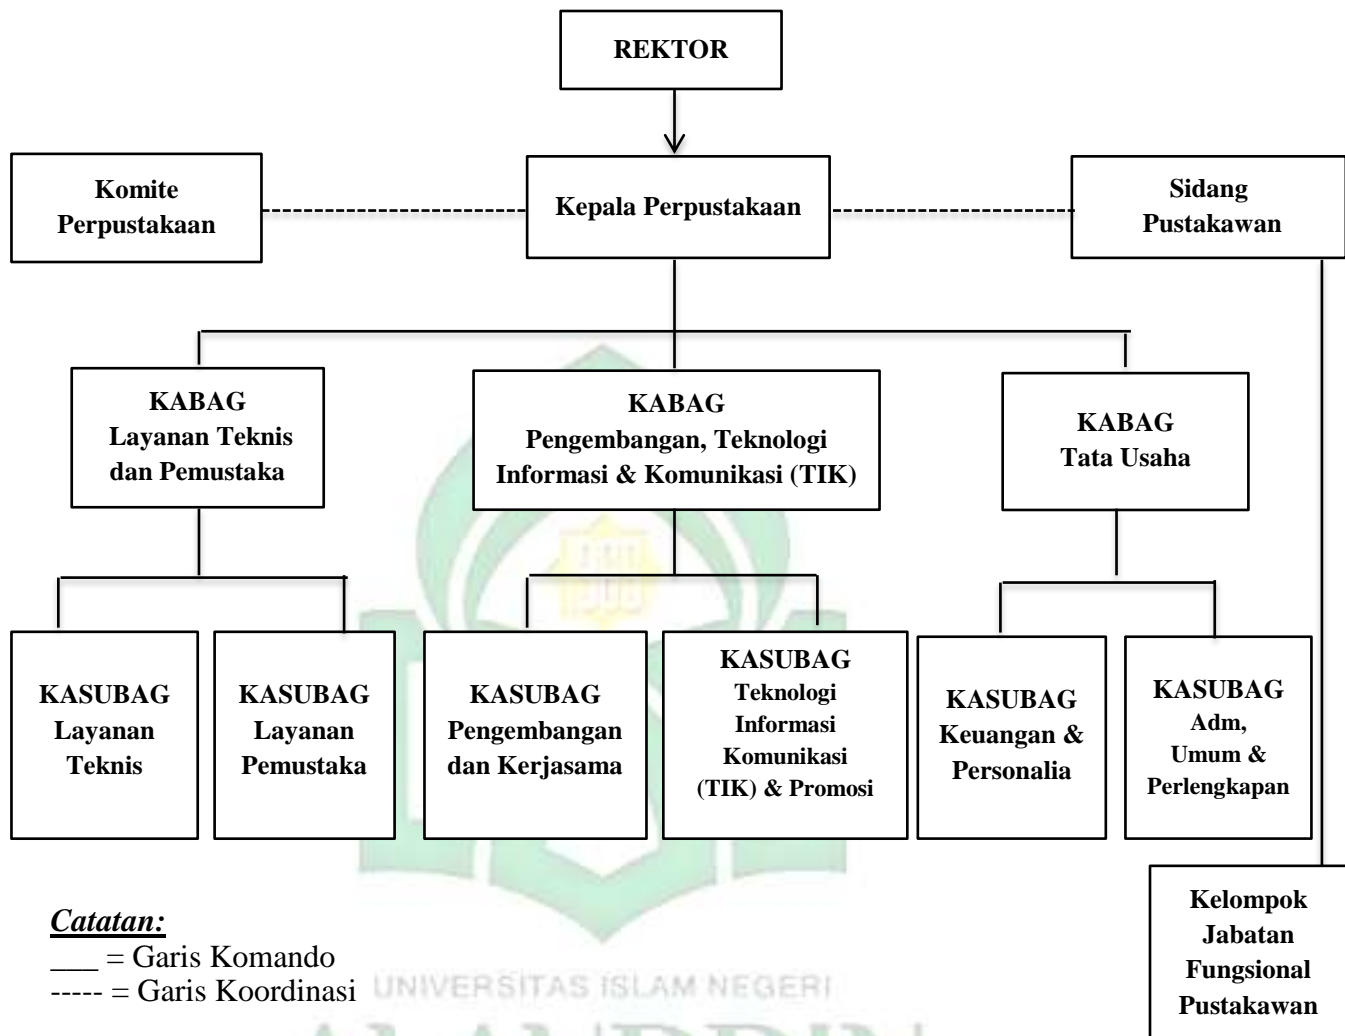 REKTOR
Komite
Perpustakaan
Kepala Perpustakaan
Sidang
Pustakawan
KABAG
Layanan Teknis
dan Pemustaka
KABAG
Pengembangan, Teknologi
Informasi & Komunikasi (TIK)
KABAG
Tata Usaha
KASUBAG
Layanan
Teknis
KASUBAG
Layanan
Pemustaka
KASUBAG
Pengembangan
dan Kerjasama
KASUBAG
Teknologi
Informasi
Komunikasi
(TIK) & Promosi
KASUBAG
Keuangan &
Personalia
KASUBAG
Adm,
Umum &
Perlengkapan
Kelompok
Jabatan
Fungsional
Pustakawan
Catatan:
___ = Garis Komando
----- = Garis Koordinasi
UNIVERSITAS ISLAM NEGERI
ALAUDDIN